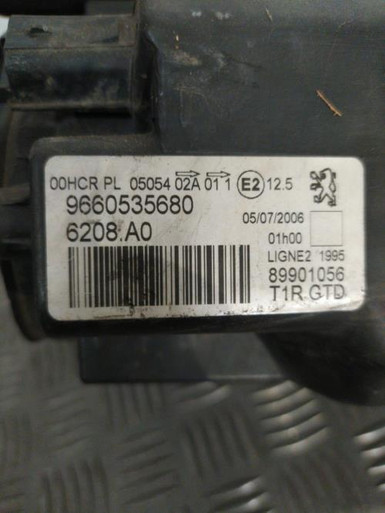 00HCR PL 05054 02A 01 1 E2 12.5
9660535680
05/07/2006
6208.A0
01h00
LIGNE2 1995
89901056
T1R GTD